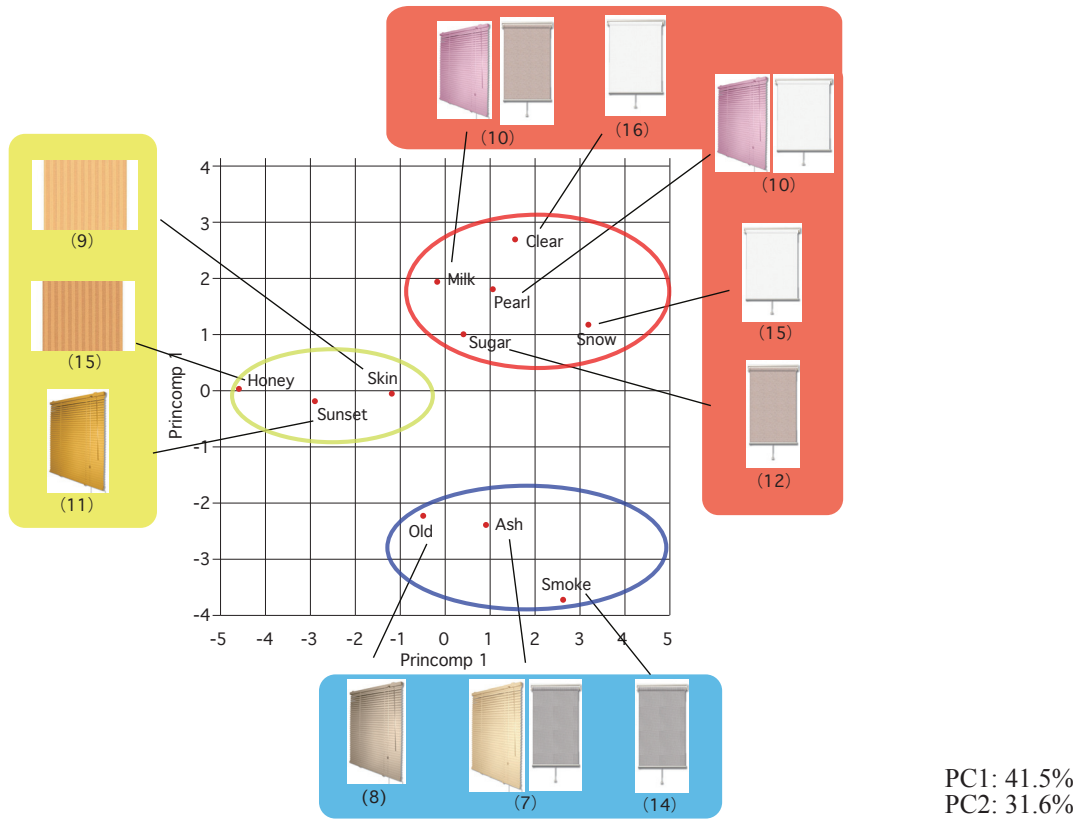 (10)
(16)
(10)
(9)
(15)
(11)
(15)
(12)
4
3
2
1
0
-1
-2
-3
-4
Princomp 1
Clear
Milk
Pearl
Sugar
Snow
Honey
Skin
Sunset
Old
Ash
Smoke
-5 -4 -3 -2 -1 0 1 2 3 4 5
Princomp 1
(8)
(7)
(14)
PC1: 41.5%
PC2: 31.6%